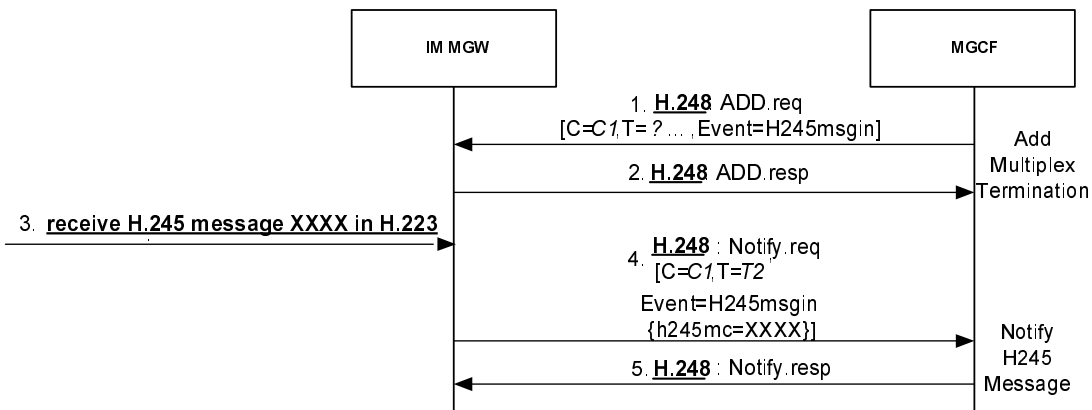 IM MGW
MGCF
1. H.248: ADD.req
[C=C1,T= ? ... ,Event=H245msgin]
Add
Multiplex
Termination
2. H.248: ADD.resp
3. receive H.245 message XXXX in H.223
4. H.248 : Notify.req
[C=C1,T=T2 ,
Event=H245msgin
{h245mc=XXXX}]
Notify
H245
Message
5. H.248 : Notify.resp